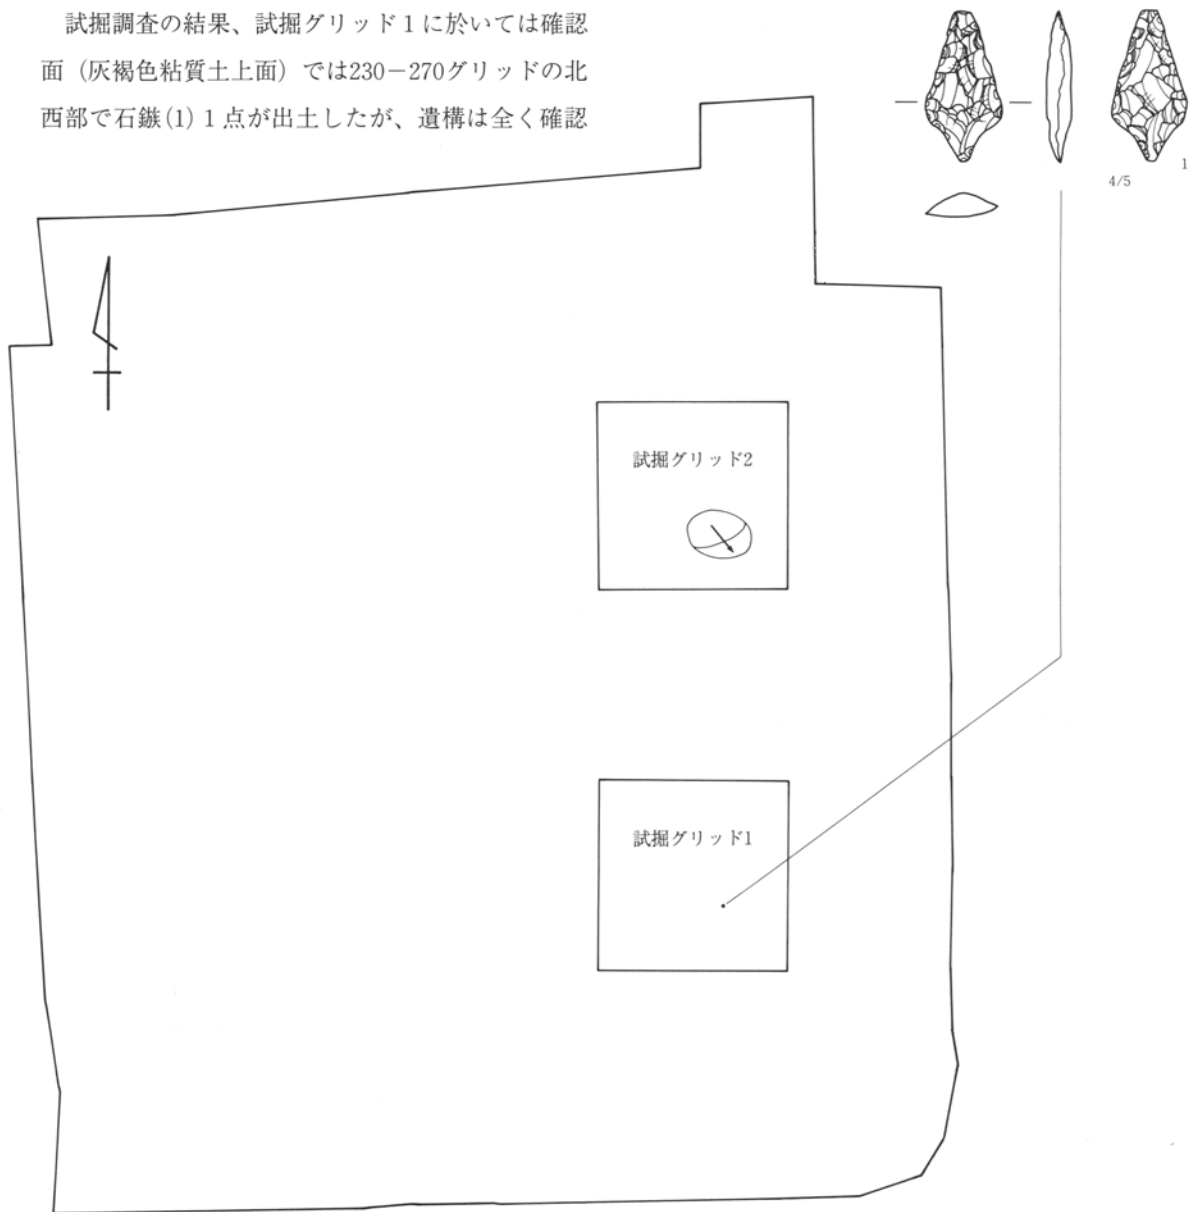 試掘調査の結果、試掘グリッド1に於いては確認
面（灰褐色粘質土上面）では230－270グリッドの北
西部で石鏃(1)1点が出土したが、遺構は全く確認
1
4/5
試掘グリッド2
試掘グリッド1